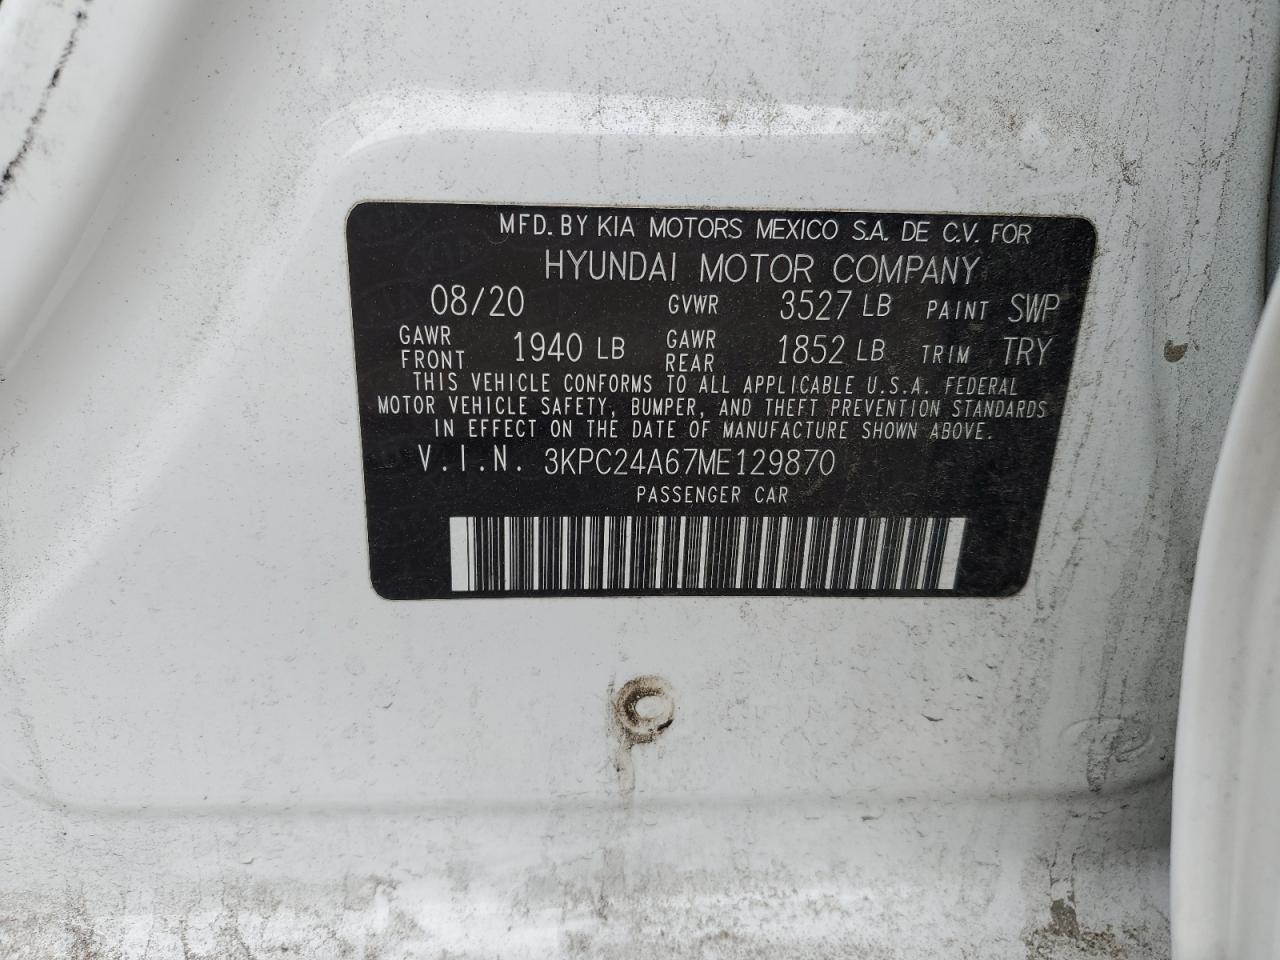 MFD. BY KIA MOTORS MEXICO S.A. DE C.V. FOR
HYUNDAI MOTOR COMPANY
08/20 GVWR 3527 LB PAINT SWP
GAWR FRONT 1940 LB GAWR REAR 1852 LB TRIM TRY
THIS VEHICLE CONFORMS TO ALL APPLICABLE U.S.A. FEDERAL
MOTOR VEHICLE SAFETY, BUMPER, AND THEFT PREVENTION STANDARDS
IN EFFECT ON THE DATE OF MANUFACTURE SHOWN ABOVE.
V.I.N. 3KPC24A67ME129870
PASSENGER CAR